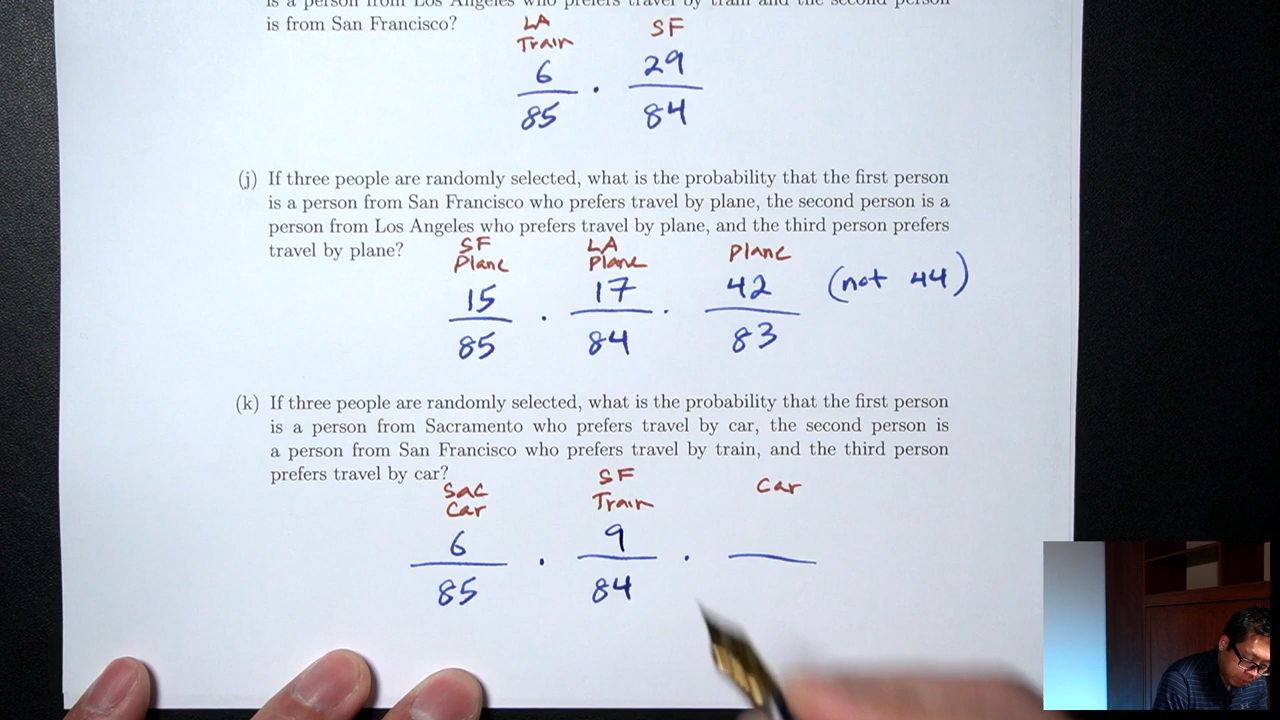 is a person from Los Angeles who prefers travel by train and the second person
is from San Francisco?
LA Train SF
6/85 · 29/84
(j) If three people are randomly selected, what is the probability that the first person
is a person from San Francisco who prefers travel by plane, the second person is a
person from Los Angeles who prefers travel by plane, and the third person prefers
travel by plane?
SF Plane LA Plane Plane
15/85 · 17/84 · 42/83 (not 44)
(k) If three people are randomly selected, what is the probability that the first person
is a person from Sacramento who prefers travel by car, the second person is
a person from San Francisco who prefers travel by train, and the third person
prefers travel by car?
Sac Car SF Train Car
6/85 · 9/84 ·